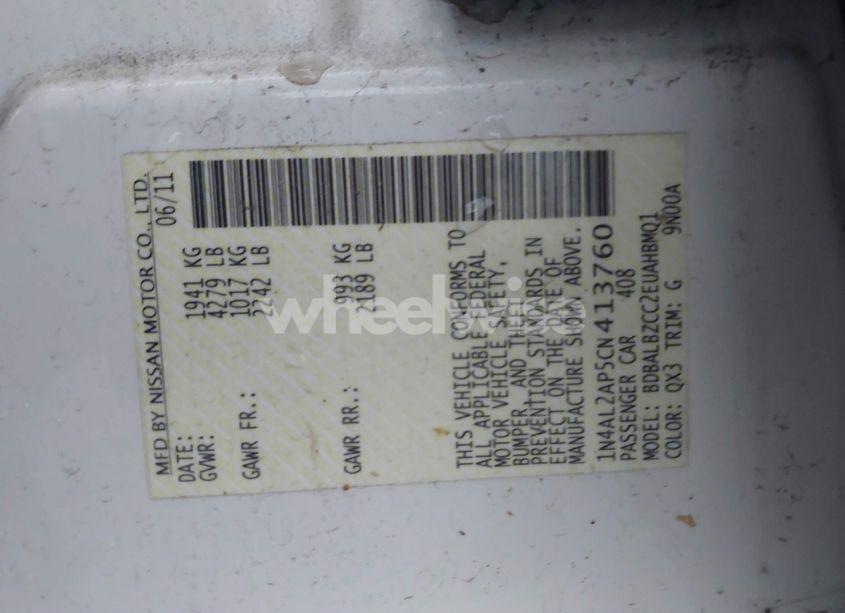 MFD BY NISSAN MOTOR CO., LTD.
DATE: 06/11
GVWR: 1941 KG
4279 LB
GAWR FR.: 1017 KG
2242 LB
GAWR RR.: 993 KG
2189 LB
THIS VEHICLE CONFORMS TO
ALL APPLICABLE FEDERAL
MOTOR VEHICLE SAFETY,
BUMPER, AND THEFT
PREVENTION STANDARDS IN
EFFECT ON THE DATE OF
MANUFACTURE SHOWN ABOVE.
1N4AL2AP5CN413760
PASSENGER CAR 408
MODEL: BDBALBZCC2EUAHBMQ1
COLOR: QX3 TRIM: G 9N00A
wheelwise